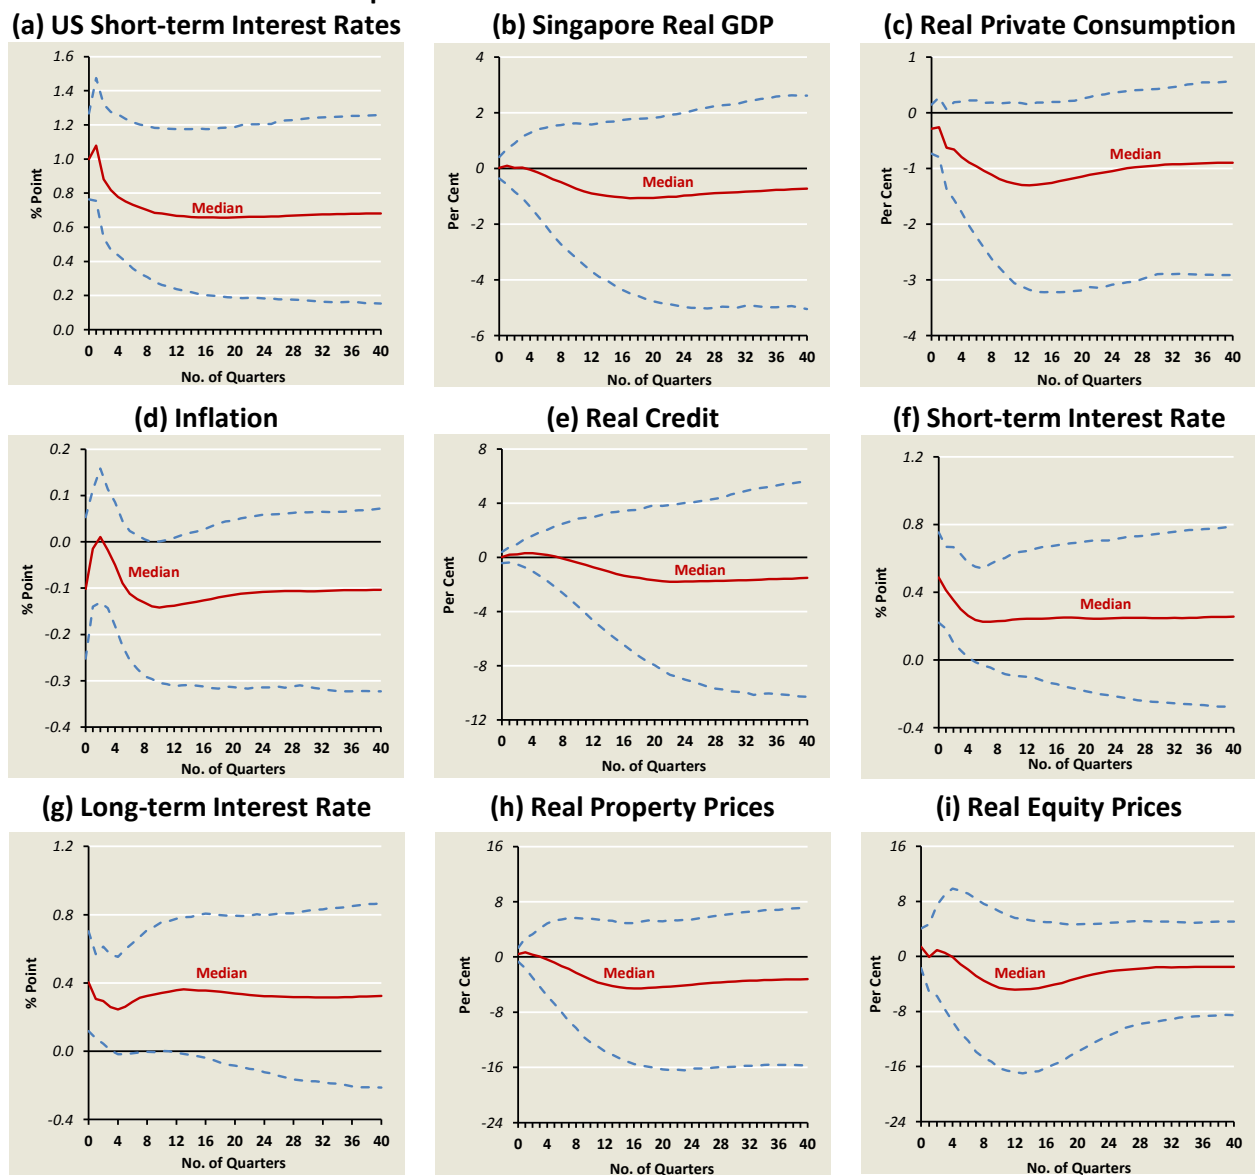 (a) US Short-term Interest Rates
1.6
1.4
1.2
1.0
0.8
0.6
0.4
0.2
0.0
% Point
Median
0 4 8 12 16 20 24 28 32 36 40
No. of Quarters
(b) Singapore Real GDP
4
2
0
-2
-4
-6
Per Cent
Median
0 4 8 12 16 20 24 28 32 36 40
No. of Quarters
(c) Real Private Consumption
1
0
-1
-2
-3
-4
Per Cent
Median
0 4 8 12 16 20 24 28 32 36 40
No. of Quarters
(d) Inflation
0.2
0.1
0.0
-0.1
-0.2
-0.3
-0.4
% Point
Median
0 4 8 12 16 20 24 28 32 36 40
No. of Quarters
(e) Real Credit
8
4
0
-4
-8
-12
Per Cent
Median
0 4 8 12 16 20 24 28 32 36 40
No. of Quarters
(f) Short-term Interest Rate
1.2
0.8
0.4
0.0
-0.4
% Point
Median
0 4 8 12 16 20 24 28 32 36 40
No. of Quarters
(g) Long-term Interest Rate
1.2
0.8
0.4
0.0
-0.4
% Point
Median
0 4 8 12 16 20 24 28 32 36 40
No. of Quarters
(h) Real Property Prices
16
8
0
-8
-16
-24
Per Cent
Median
0 4 8 12 16 20 24 28 32 36 40
No. of Quarters
(i) Real Equity Prices
16
8
0
-8
-16
-24
Per Cent
Median
0 4 8 12 16 20 24 28 32 36 40
No. of Quarters